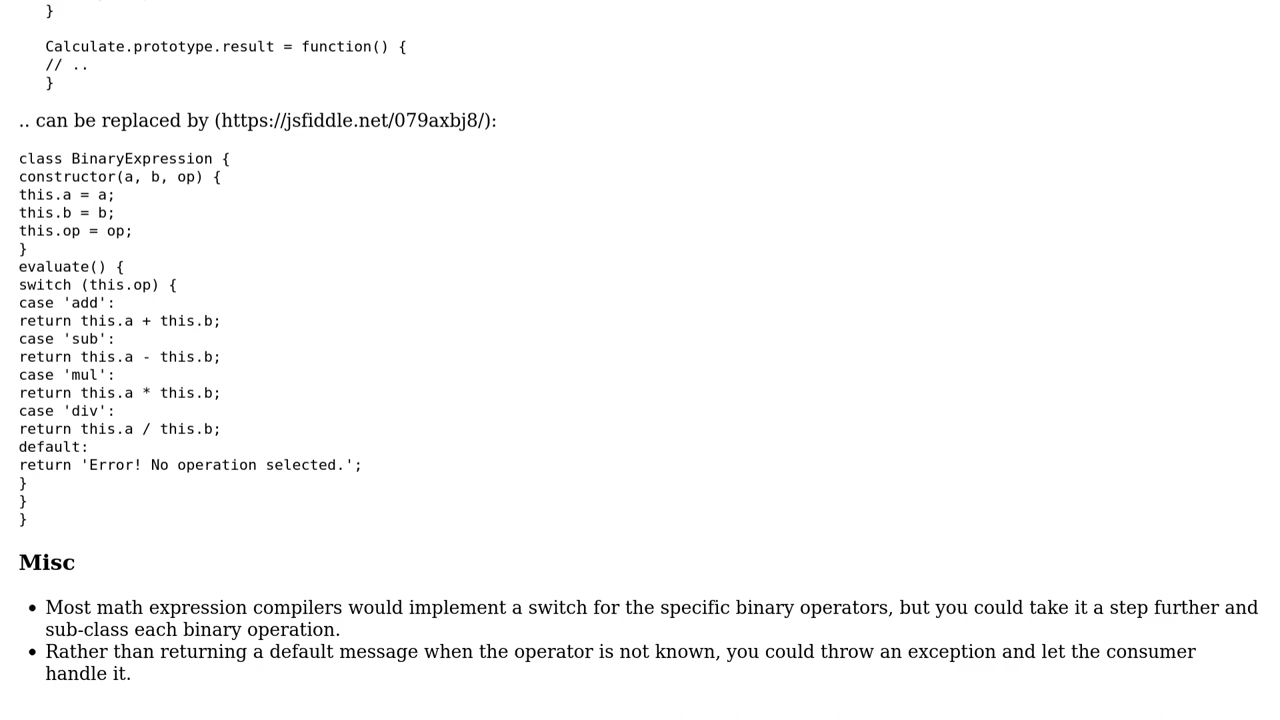 }
Calculate.prototype.result = function() {
// ..
}
.. can be replaced by (https://jsfiddle.net/079axbj8/):
class BinaryExpression {
constructor(a, b, op) {
this.a = a;
this.b = b;
this.op = op;
}
evaluate() {
switch (this.op) {
case 'add':
return this.a + this.b;
case 'sub':
return this.a - this.b;
case 'mul':
return this.a * this.b;
case 'div':
return this.a / this.b;
default:
return 'Error! No operation selected.';
}
}
}
Misc
• Most math expression compilers would implement a switch for the specific binary operators, but you could take it a step further and
sub-class each binary operation.
• Rather than returning a default message when the operator is not known, you could throw an exception and let the consumer
handle it.